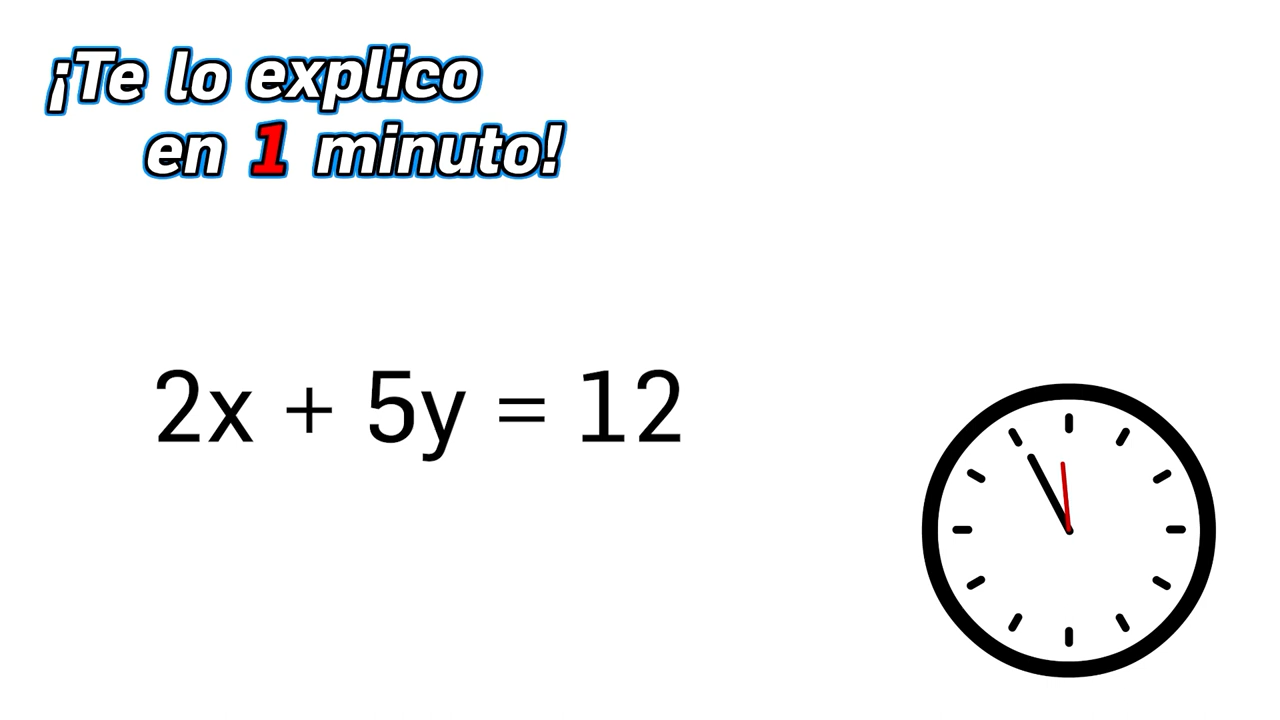 ¡Te lo explico
en 1 minuto!
2x + 5y = 12